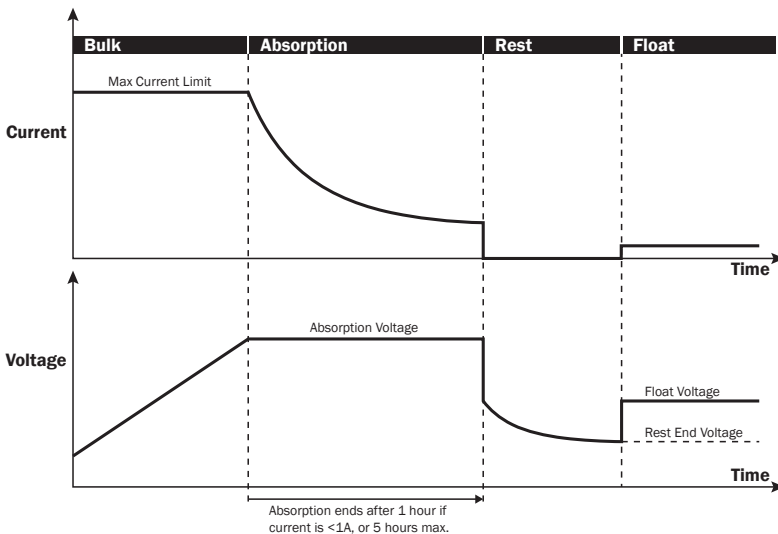 Bulk Absorption Rest Float
Max Current Limit
Current
Time
Absorption Voltage
Voltage
Float Voltage
Rest End Voltage
Time
Absorption ends after 1 hour if
current is <1A, or 5 hours max.